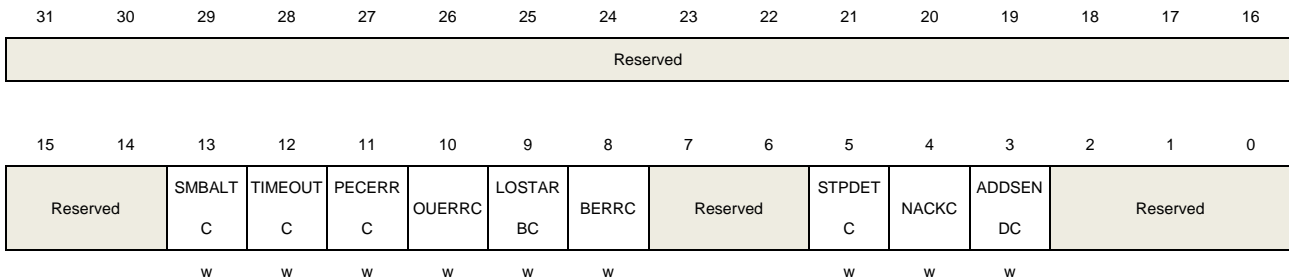 31 30 29 28 27 26 25 24 23 22 21 20 19 18 17 16
Reserved
15 14 13 12 11 10 9 8 7 6 5 4 3 2 1 0
Reserved SMBALT C TIMEOUT C PECERR C OUERRC LOSTAR BC BERRC Reserved STPDET C NACKC ADDSEN DC Reserved
w w w w w w w w w